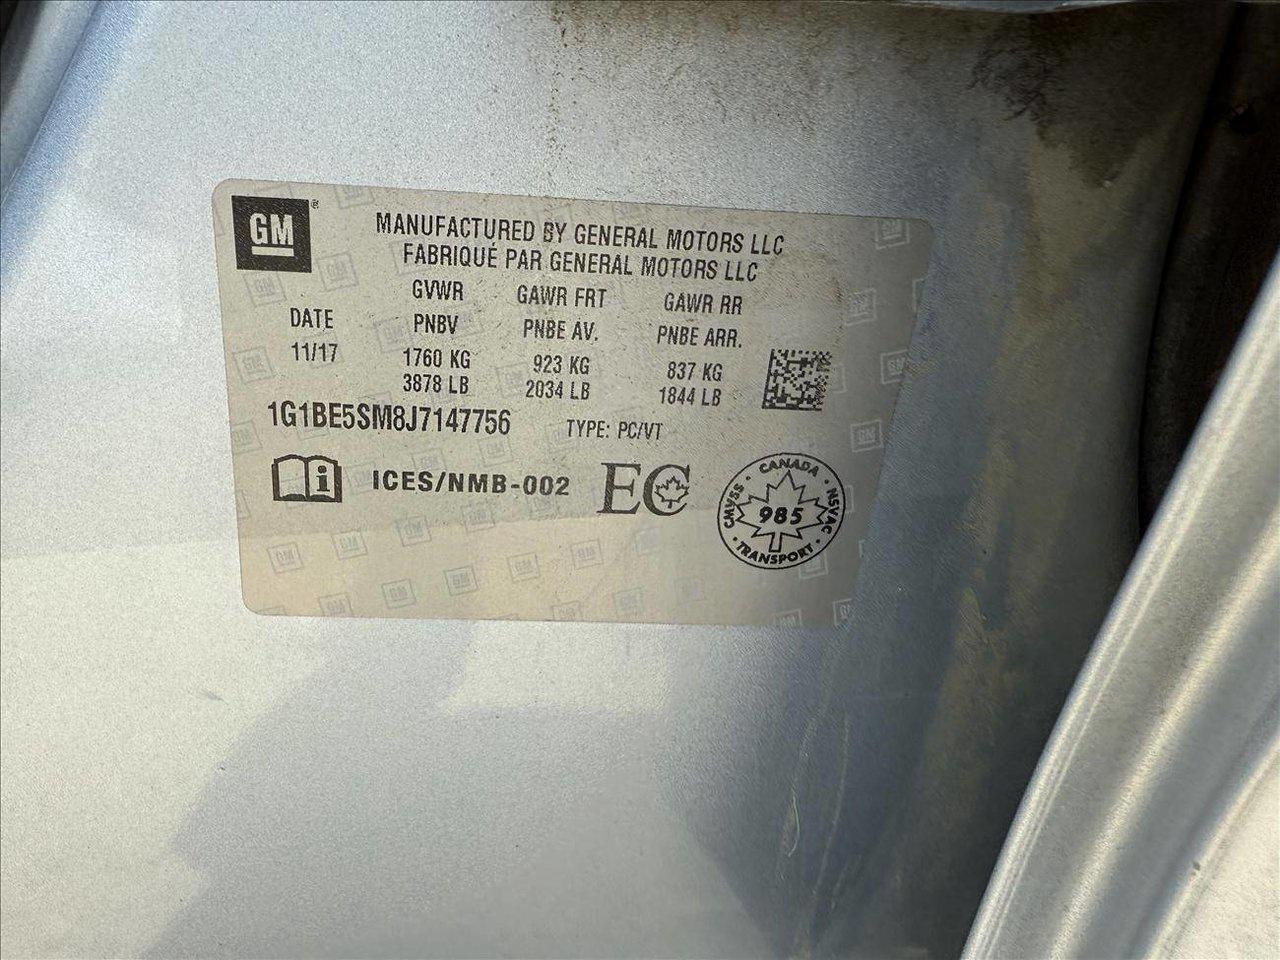 GM ®
MANUFACTURED BY GENERAL MOTORS LLC
FABRIQUÉ PAR GENERAL MOTORS LLC
GVWR GAWR FRT GAWR RR
DATE PNBV PNBE AV. PNBE ARR.
11/17 1760 KG 923 KG 837 KG
3878 LB 2034 LB 1844 LB
1G1BE5SM8J7147756 TYPE: PC/VT
i ICES/NMB-002 EC
CANADA
CMVSS · NSVAC
985
TRANSPORT